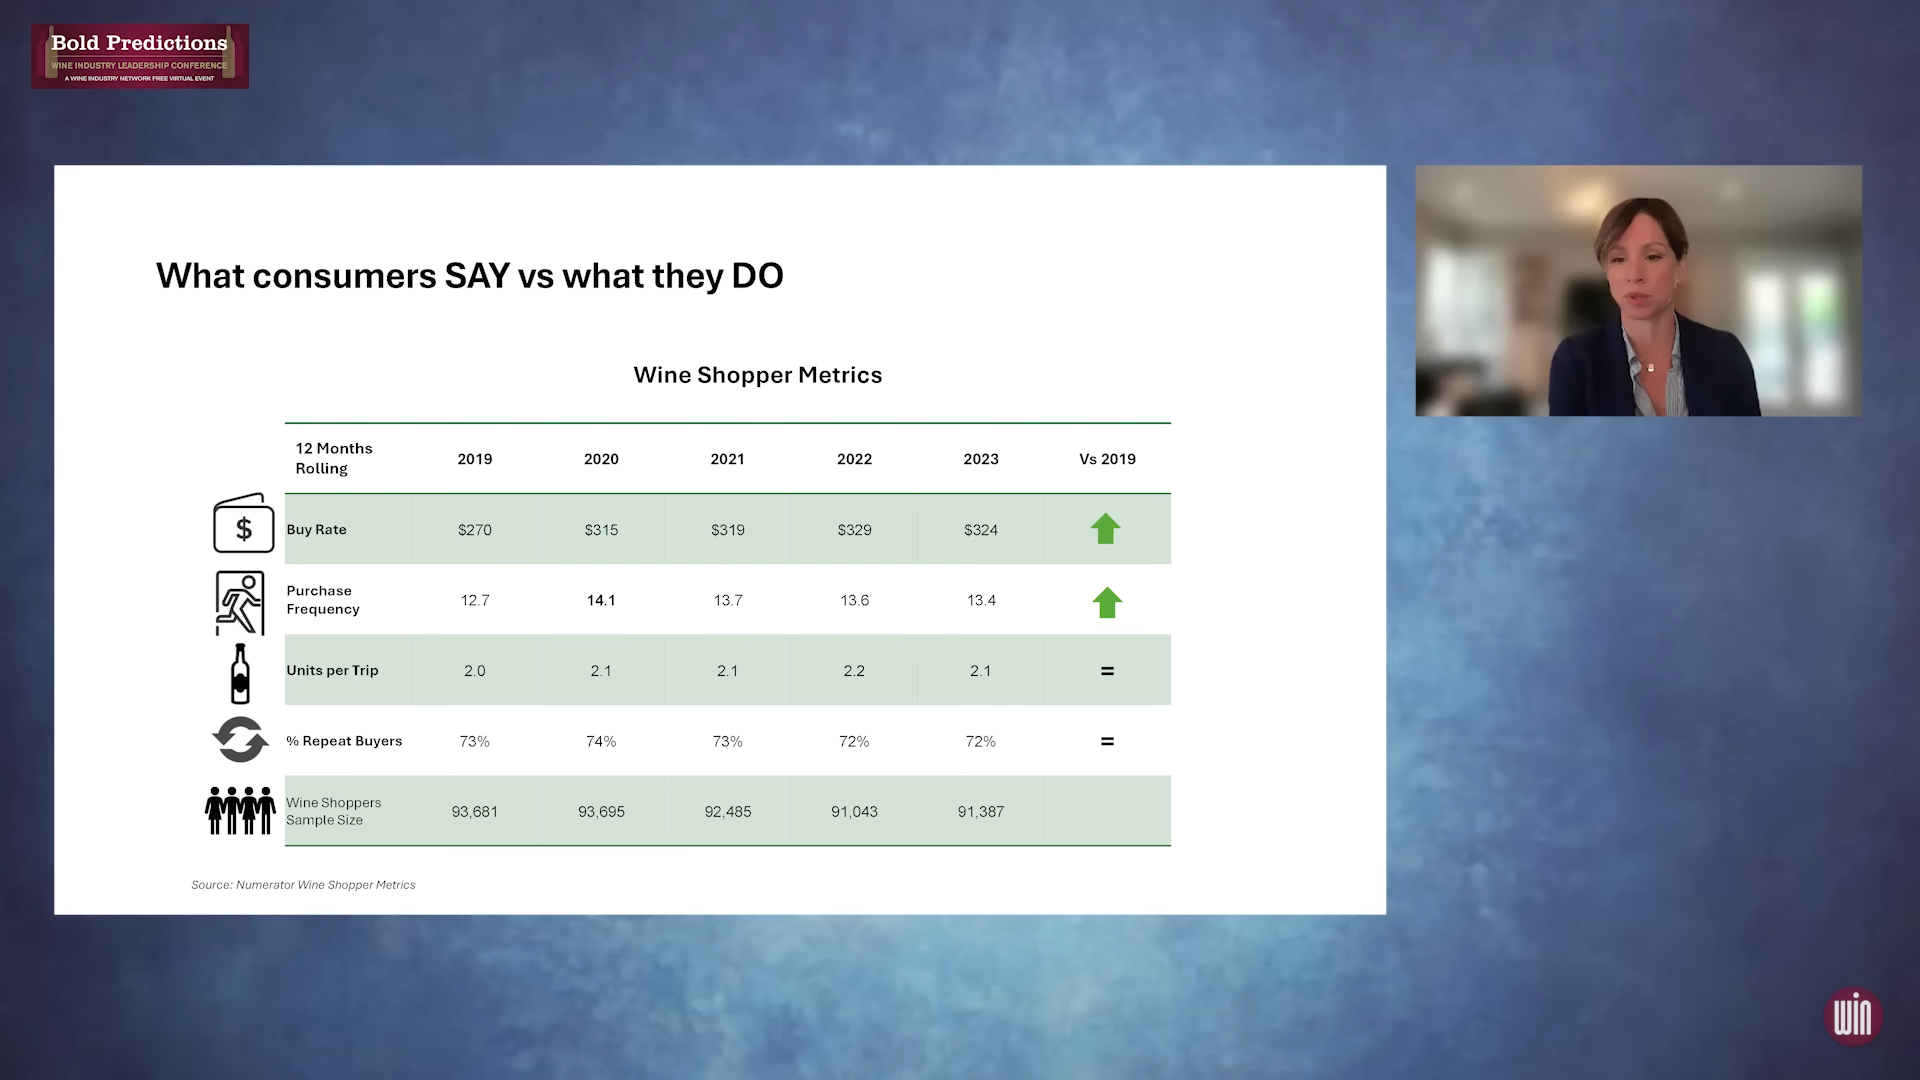 Bold Predictions
WINE INDUSTRY LEADERSHIP CONFERENCE
A WINE INDUSTRY NETWORK FREE VIRTUAL EVENT
What consumers SAY vs what they DO
Wine Shopper Metrics
12 Months
Rolling
2019 2020 2021 2022 2023 Vs 2019
$
Buy Rate $270 $315 $319 $329 $324
Purchase
Frequency
12.7 14.1 13.7 13.6 13.4
Units per Trip 2.0 2.1 2.1 2.2 2.1 =
% Repeat Buyers 73% 74% 73% 72% 72% =
Wine Shoppers
Sample Size
93,681 93,695 92,485 91,043 91,387
Source: Numerator Wine Shopper Metrics
win